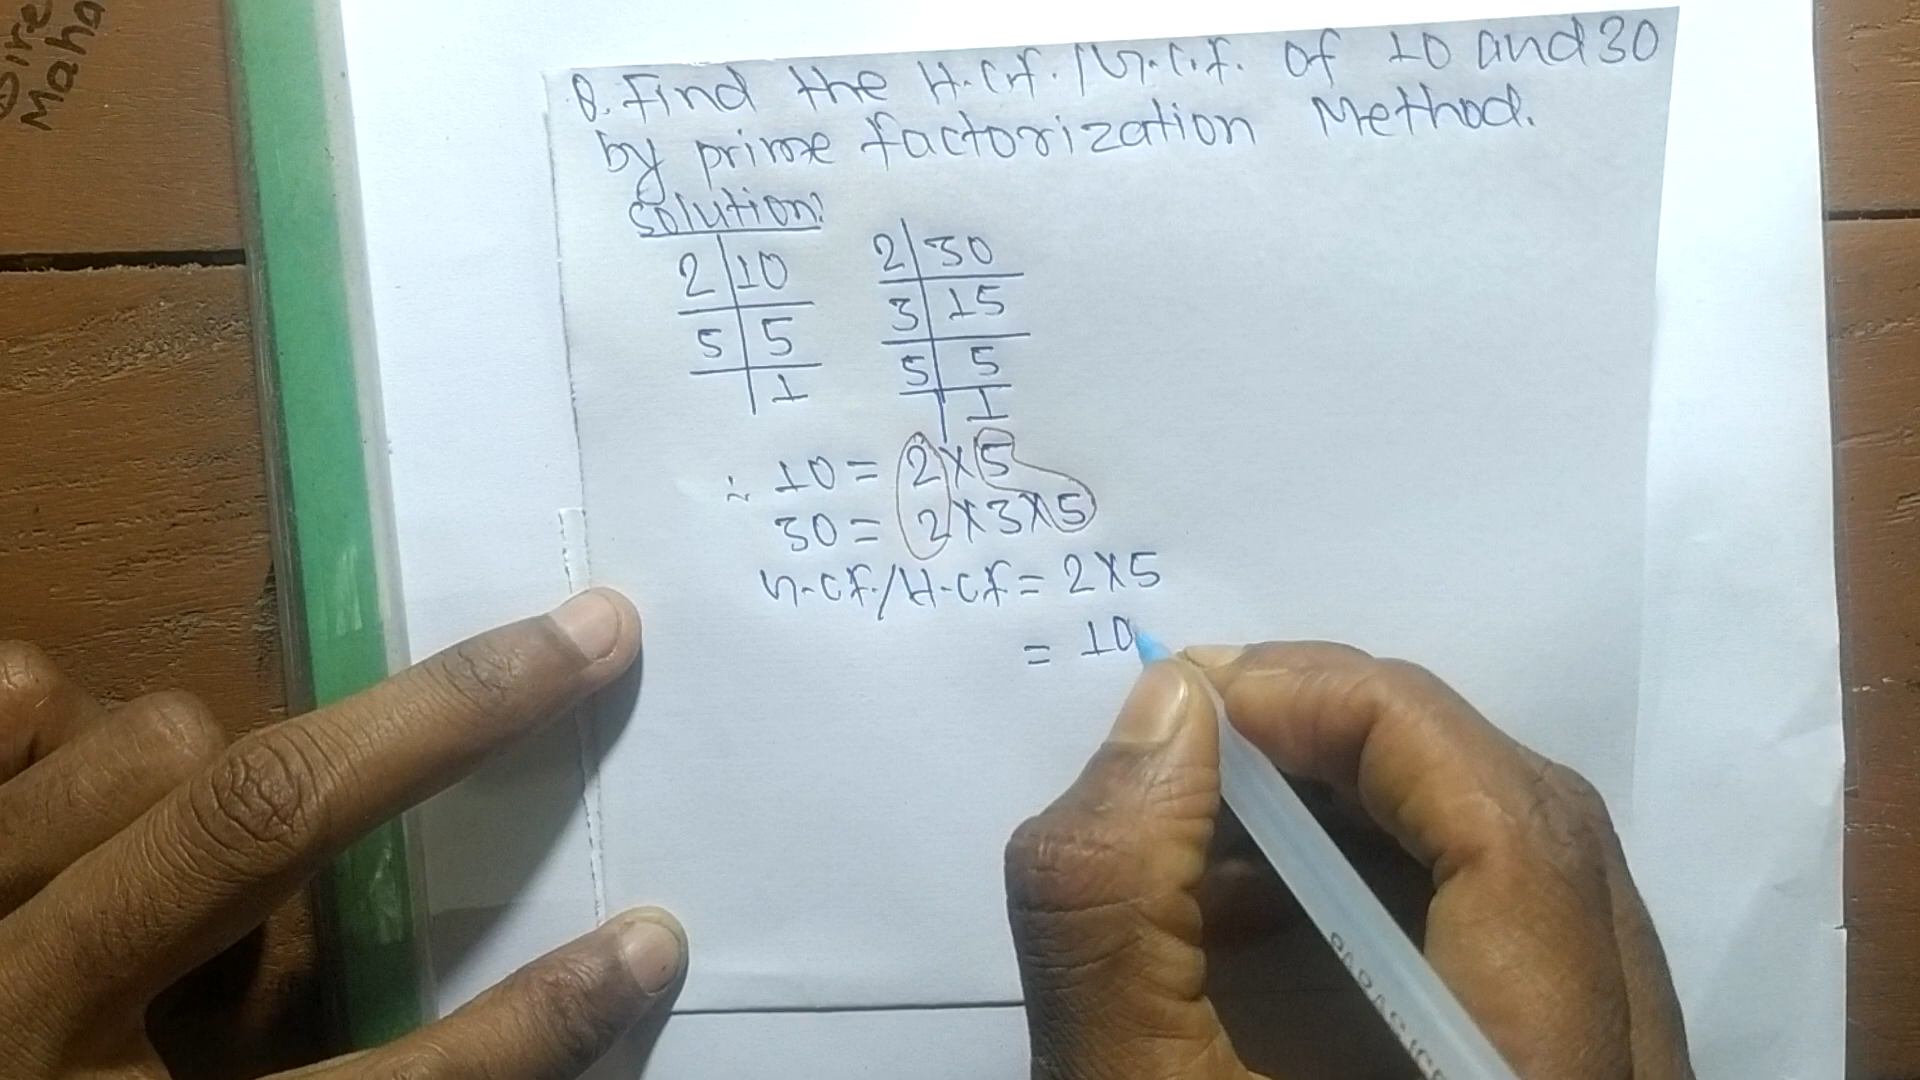 Q. Find the H.C.F. / G.C.F. of 10 and 30
by prime factorization Method.
Solution:
2 | 10
5 | 5
1
2 | 30
3 | 15
5 | 5
1
∴ 10 = 2×5
30 = 2×3×5
G.C.F./H.C.F = 2×5
= 10
Maha